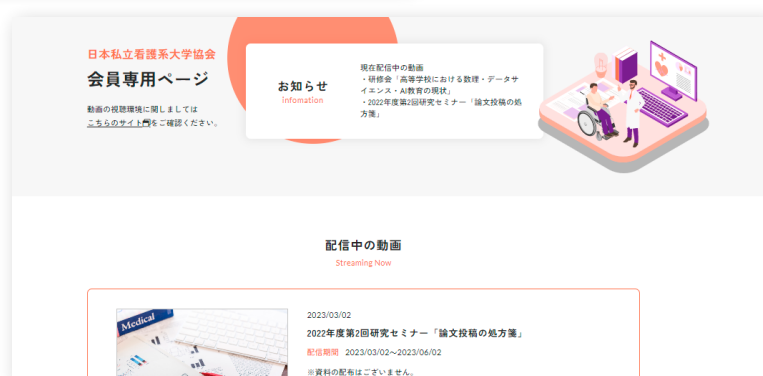 日本私立看護系大学協会
会員専用ページ
動画の視聴環境に関しましては
こちらのサイトをご確認ください。
お知らせ
infomation
現在配信中の動画
・研修会「高等学校における数理・データサ
イエンス・AI教育の現状」
・2022年度第2回研究セミナー「論文投稿の処
方箋」
配信中の動画
Streaming Now
Medical
2023/03/02
2022年度第2回研究セミナー「論文投稿の処方箋」
配信期間 2023/03/02～2023/06/02
※資料の配布はございません。